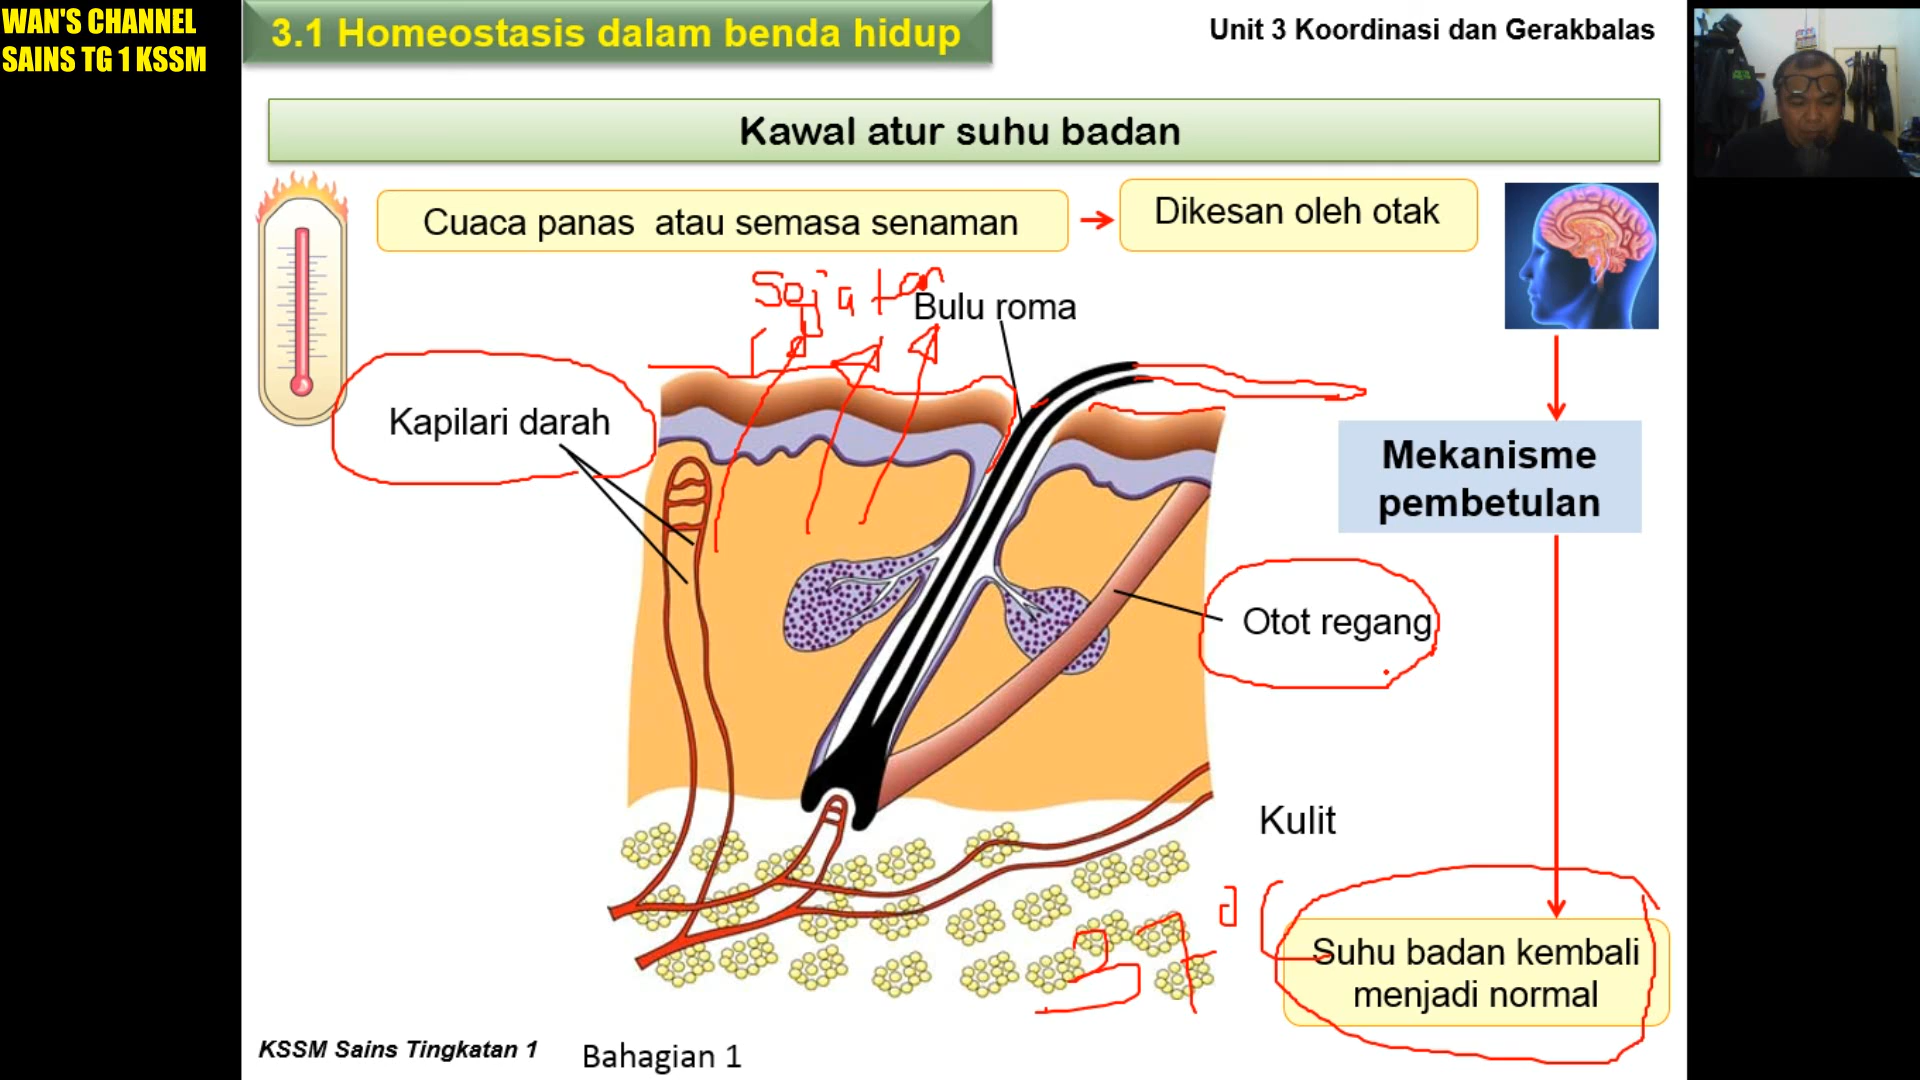 WAN'S CHANNEL
SAINS TG 1 KSSM
3.1 Homeostasis dalam benda hidup
Unit 3 Koordinasi dan Gerakbalas
Kawal atur suhu badan
Cuaca panas atau semasa senaman
Dikesan oleh otak
Bulu roma
Kapilari darah
Mekanisme
pembetulan
Otot regang
Kulit
37
Suhu badan kembali
menjadi normal
KSSM Sains Tingkatan 1
Bahagian 1